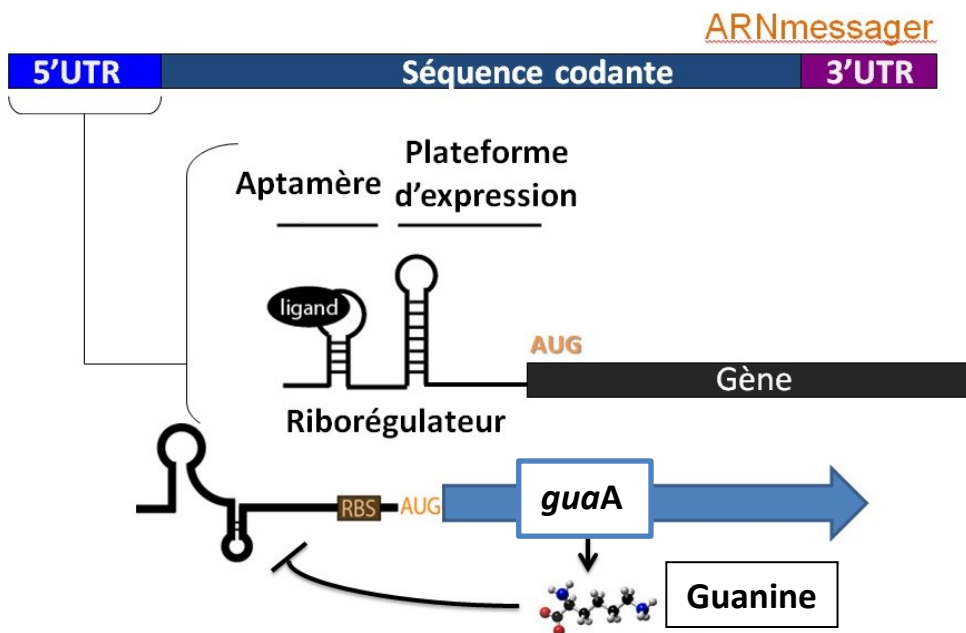 ARNmessager
5'UTR Séquence codante 3'UTR
Aptamère
Plateforme
d'expression
ligand
AUG
Gène
Riborégulateur
RBS AUG
guaA
Guanine